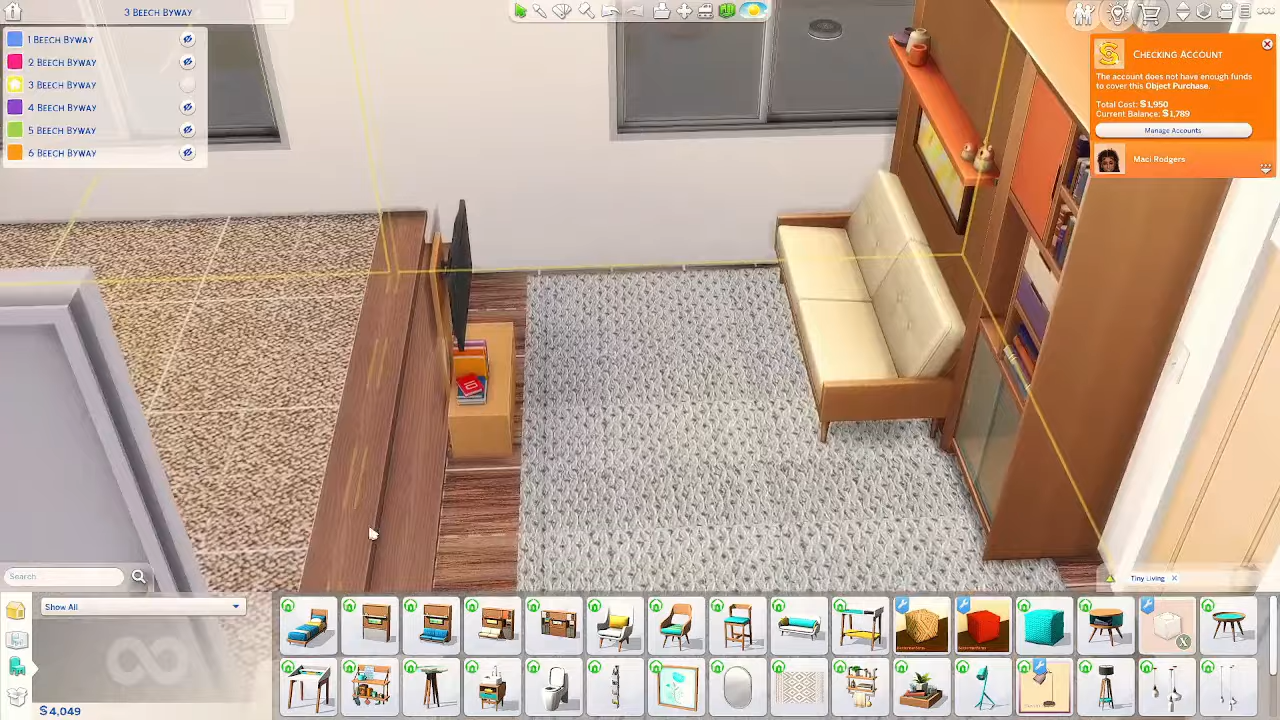 3 Beech Byway
1 Beech Byway
2 Beech Byway
3 Beech Byway
4 Beech Byway
5 Beech Byway
6 Beech Byway
Checking Account
The account does not have enough funds
to cover this Object Purchase.
Total Cost: §1,950
Current Balance: §1,789
Manage Accounts
Maci Rodgers
Tiny Living
Search
Show All
§4,049